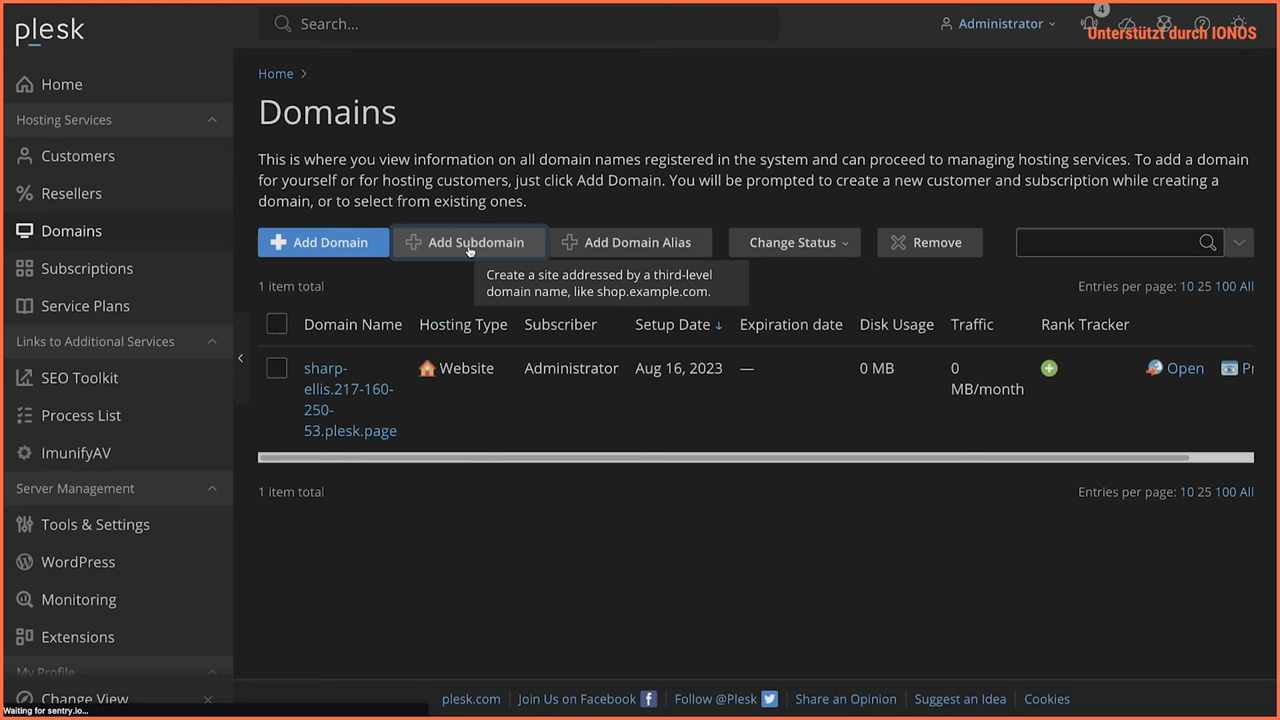 plesk
Search...
Administrator
4
Unterstützt durch IONOS
Home
Hosting Services
Customers
Resellers
Domains
Subscriptions
Service Plans
Links to Additional Services
SEO Toolkit
Process List
ImunifyAV
Server Management
Tools & Settings
WordPress
Monitoring
Extensions
My Profile
Change View
Waiting for sentry.io...
Home
Domains
This is where you view information on all domain names registered in the system and can proceed to managing hosting services. To add a domain
for yourself or for hosting customers, just click Add Domain. You will be prompted to create a new customer and subscription while creating a
domain, or to select from existing ones.
Add Domain Add Subdomain Add Domain Alias Change Status Remove
Create a site addressed by a third-level
domain name, like shop.example.com.
1 item total Entries per page: 10 25 100 All
Domain Name Hosting Type Subscriber Setup Date ↓ Expiration date Disk Usage Traffic Rank Tracker
sharp-
ellis.217-160-
250-
53.plesk.page
Website Administrator Aug 16, 2023 — 0 MB
0
MB/month
Open Pr
1 item total Entries per page: 10 25 100 All
plesk.com Join Us on Facebook Follow @Plesk Share an Opinion Suggest an Idea Cookies